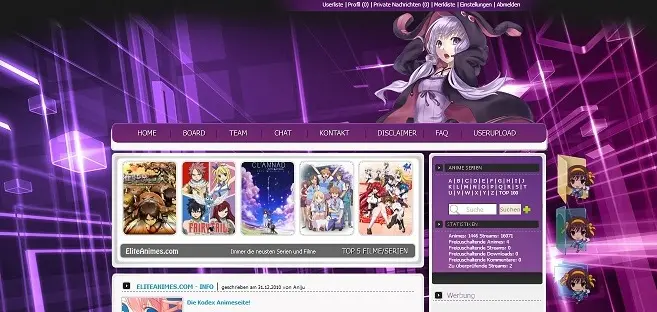 Userliste | Profil (0) | Private Nachrichten (0) | Merkliste | Einstellungen | Abmelden
HOME BOARD TEAM CHAT KONTAKT DISCLAIMER FAQ USERUPLOAD
CLANNAD
FAIRY TAIL
EliteAnimes.com Immer die neusten Serien und Filme TOP 5 FILME/SERIEN
ANIME SERIEN
A | B | C | D | E | F | G | H | I | J
K | L | M | N | O | P | Q | R | S | T
U | V | W | X | Y | Z | TOP 100
Suche Suchen
STATISTIKEN
Animes: 1446 Streams: 16971
Freizuschaltende Animes: 4
Freizuschaltende Streams: 0
Freizuschaltende Downloads: 0
Freizuschaltende Kommentare: 0
Zu überprüfende Streams: 2
ELITEANIMES.COM - INFO | geschrieben am 31.12.2010 von Aniju
Die Kodex Animeseite!
Werbung